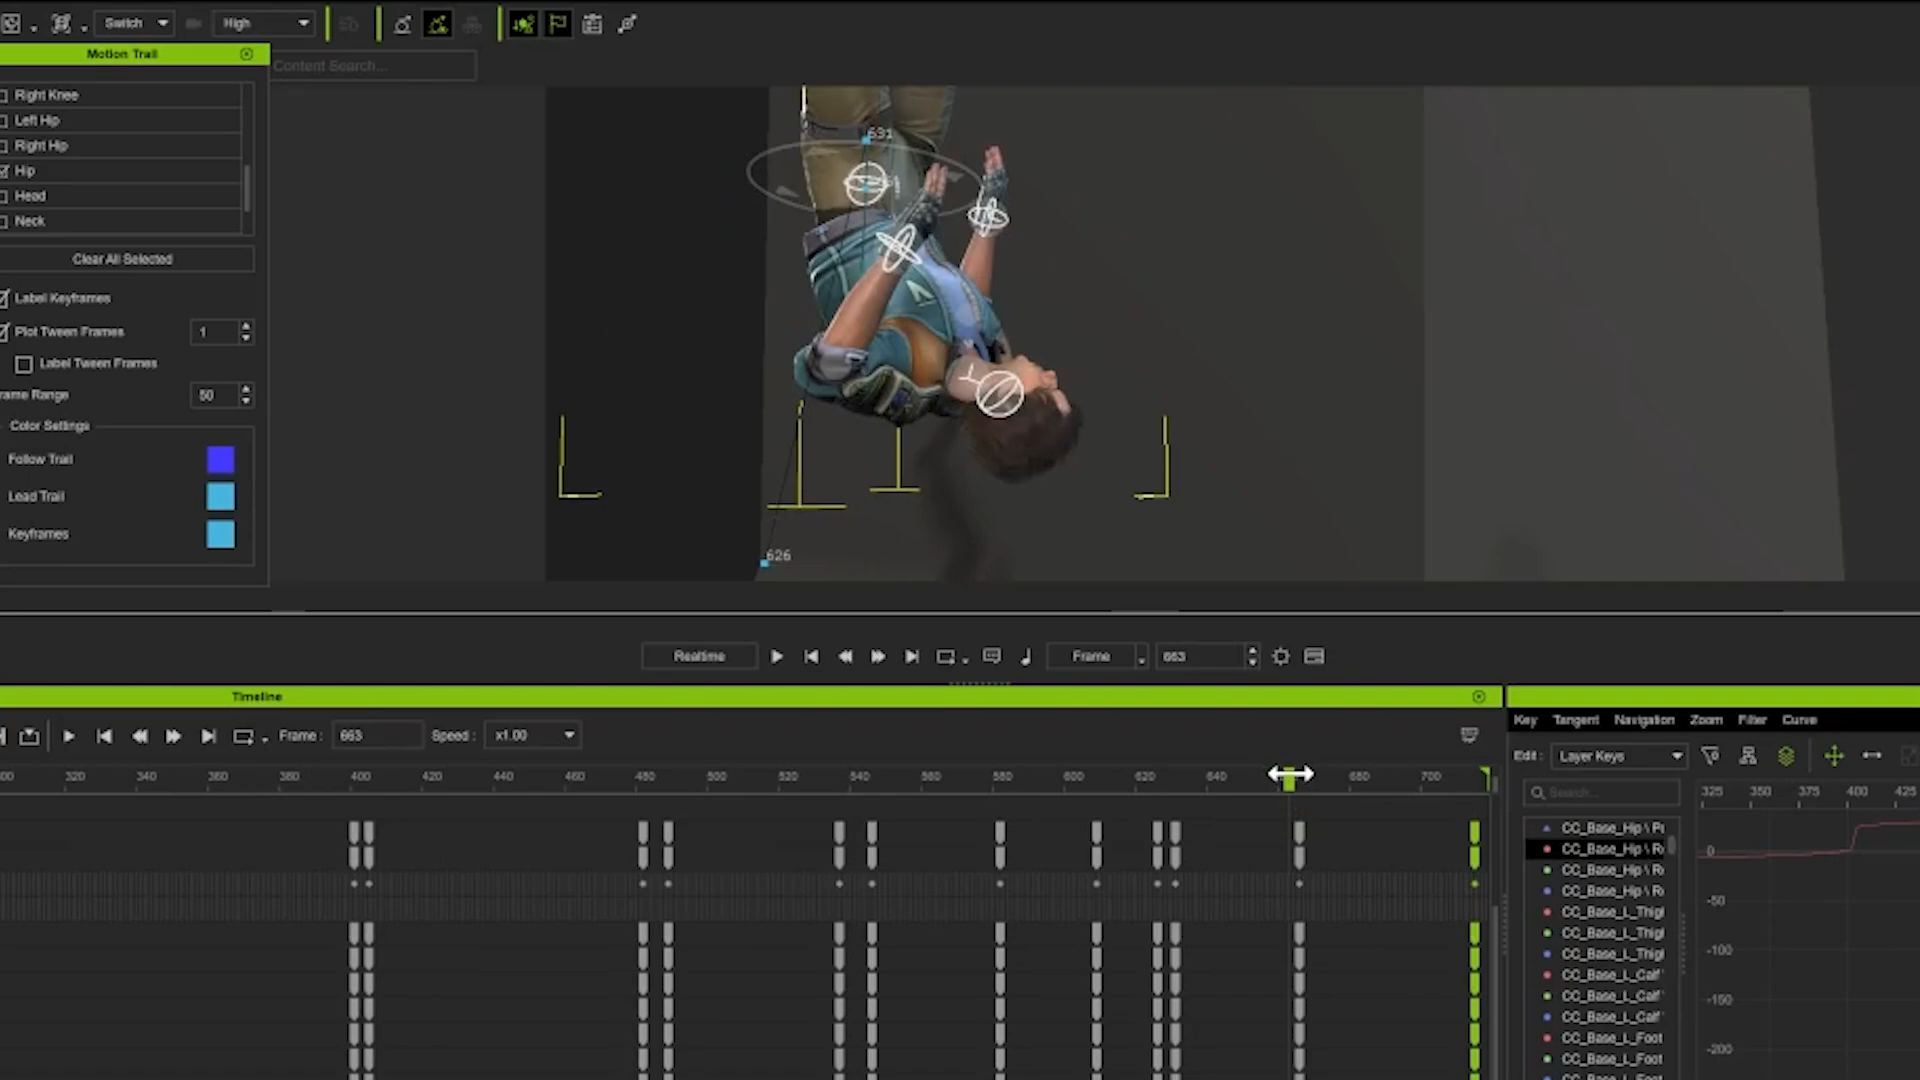 Switch High
Motion Trail
Content Search...
Right Knee
Left Hip
Right Hip
Hip
Head
Neck
Clear All Selected
Label Keyframes
Plot Tween Frames 1
Label Tween Frames
rame Range 50
Color Settings
Follow Trail
Lead Trail
Keyframes
631
626
Realtime Frame 663
Timeline
Frame : 663 Speed : x1.00
00 320 340 360 380 400 420 440 460 480 500 520 540 560 580 600 620 640 680 700
Key Tangent Navigation Zoom Filter Curve
Edit : Layer Keys
Search...
325 350 375 400 425
CC_Base_Hip \ P
CC_Base_Hip \ R
CC_Base_Hip \ R
CC_Base_Hip \ R
CC_Base_L_Thigh
CC_Base_L_Thigh
CC_Base_L_Thigh
CC_Base_L_Calf
CC_Base_L_Calf
CC_Base_L_Calf
CC_Base_L_Foot
CC_Base_L_Foot
0
-50
-100
-150
-200